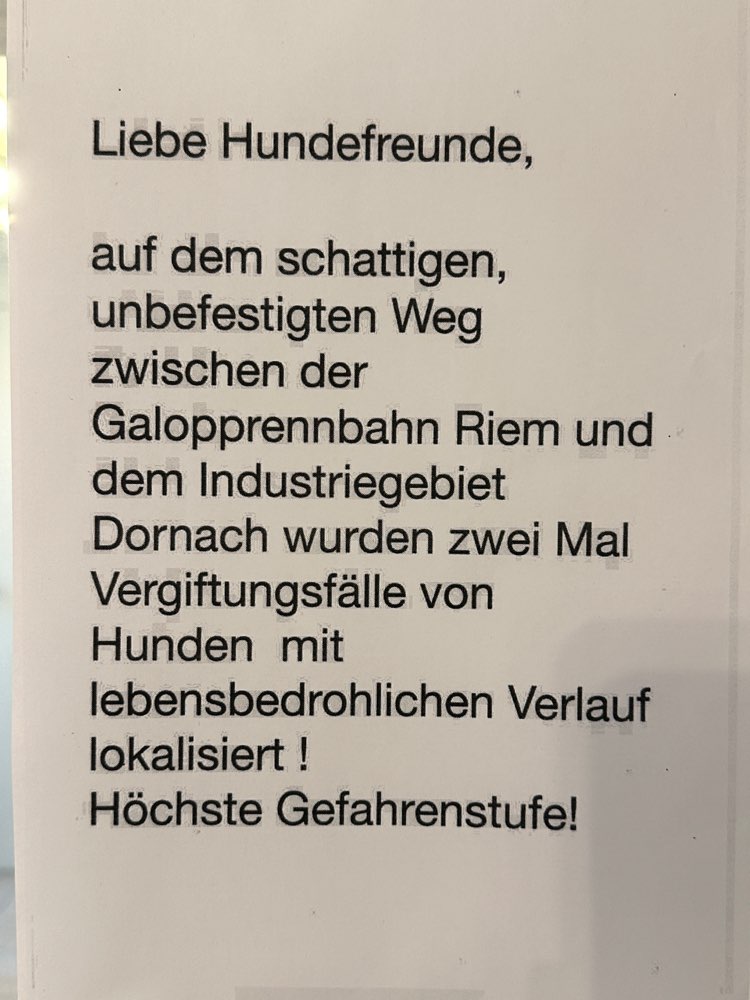 Liebe Hundefreunde,
auf dem schattigen,
unbefestigten Weg
zwischen der
Galopprennbahn Riem und
dem Industriegebiet
Dornach wurden zwei Mal
Vergiftungsfälle von
Hunden  mit
lebensbedrohlichen Verlauf
lokalisiert !
Höchste Gefahrenstufe!